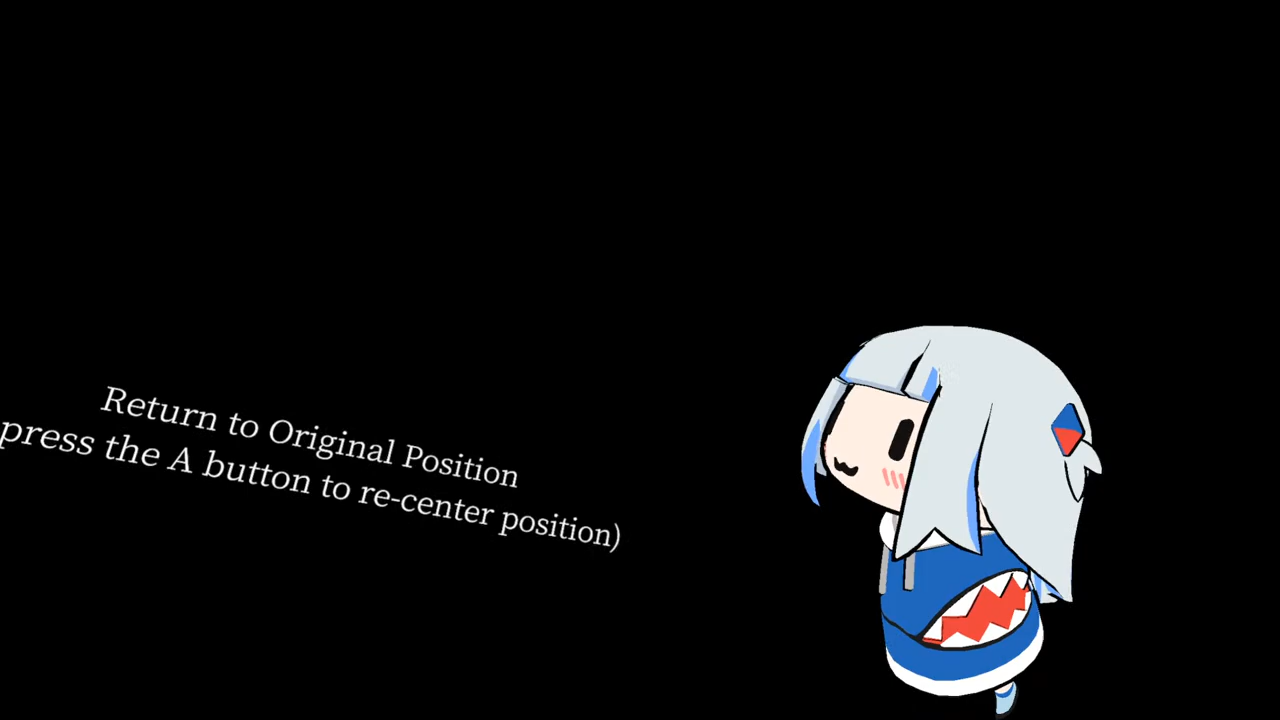 Return to Original Position
press the A button to re-center position)